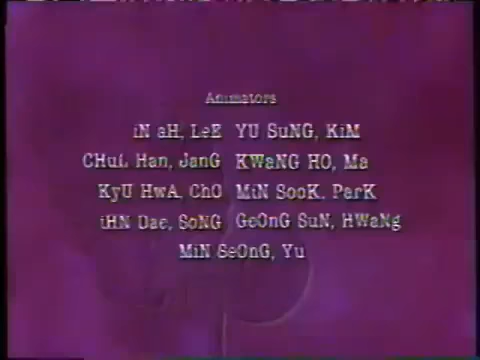 Animators
iN aH, LeE YU SuNG, KiM
CHuL Han, JanG KWaNG HO, Ma
KyU HwA, ChO MiN SooK, ParK
iHN Dae, SoNG GeOnG SuN, HWaNg
MiN SeOnG, Yu